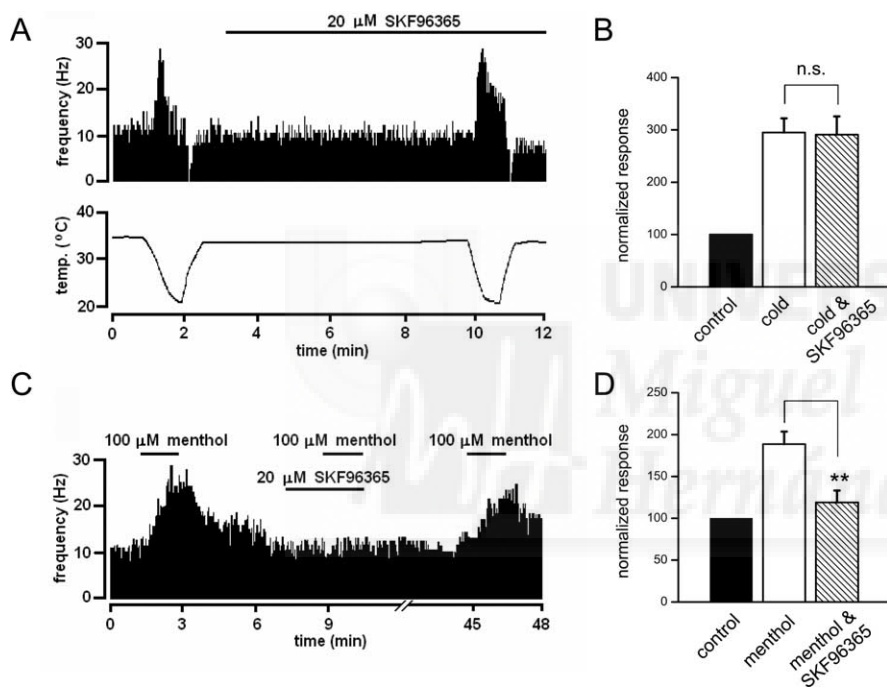 A
20 μM SKF96365
frequency (Hz)
30
20
10
0
temp. (°C)
40
30
20
0 2 4 6 8 10 12
time (min)
B
n.s.
normalized response
400
300
200
100
0
control
cold
cold &
SKF96365
C
100 μM menthol 100 μM menthol 100 μM menthol
20 μM SKF96365
frequency (Hz)
30
20
10
0
0 3 6 9 45 48
time (min)
D
**
normalized response
250
200
150
100
50
0
control
menthol
menthol &
SKF96365
UNIVERS
Miguel
Hernán